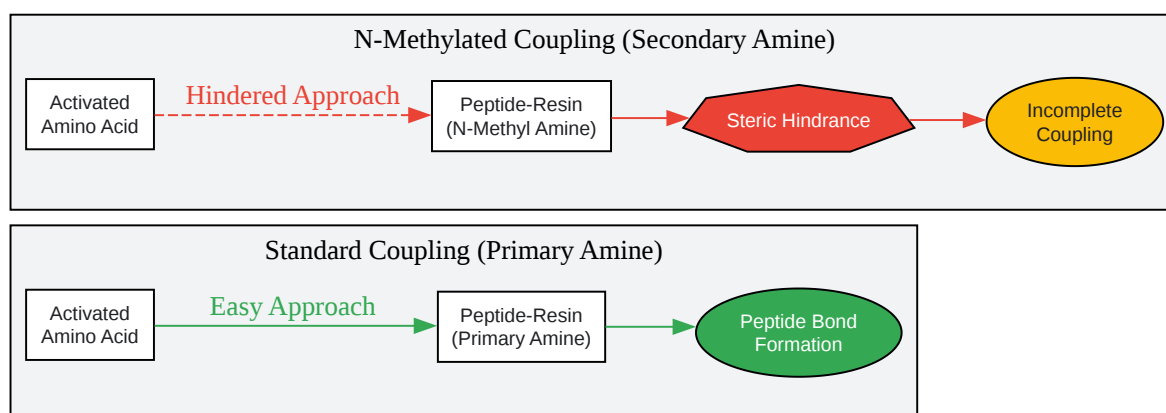 N-Methylated Coupling (Secondary Amine)
Activated
Amino Acid
Hindered Approach
Peptide-Resin
(N-Methyl Amine)
Steric Hindrance
Incomplete
Coupling
Standard Coupling (Primary Amine)
Activated
Amino Acid
Easy Approach
Peptide-Resin
(Primary Amine)
Peptide Bond
Formation